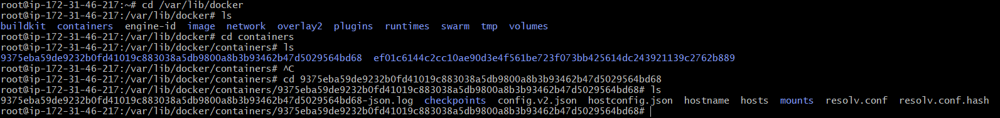 root@ip-172-31-46-217:~# cd /var/lib/docker
root@ip-172-31-46-217:/var/lib/docker# ls
buildkit  containers  engine-id  image  network  overlay2  plugins  runtimes  swarm  tmp  volumes
root@ip-172-31-46-217:/var/lib/docker# cd containers
root@ip-172-31-46-217:/var/lib/docker/containers# ls
9375eba59de9232b0fd41019c883038a5db9800a8b3b93462b47d5029564bd68  ef01c6144c2cc10ae90d3e4f561be723f073bb425614dc243921139c2762b889
root@ip-172-31-46-217:/var/lib/docker/containers# ^C
root@ip-172-31-46-217:/var/lib/docker/containers# cd 9375eba59de9232b0fd41019c883038a5db9800a8b3b93462b47d5029564bd68
root@ip-172-31-46-217:/var/lib/docker/containers/9375eba59de9232b0fd41019c883038a5db9800a8b3b93462b47d5029564bd68# ls
9375eba59de9232b0fd41019c883038a5db9800a8b3b93462b47d5029564bd68-json.log  checkpoints  config.v2.json  hostconfig.json  hostname  hosts  mounts  resolv.conf  resolv.conf.hash
root@ip-172-31-46-217:/var/lib/docker/containers/9375eba59de9232b0fd41019c883038a5db9800a8b3b93462b47d5029564bd68#